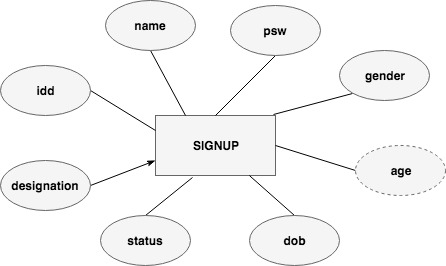 name
psw
gender
idd
SIGNUP
age
designation
status
dob